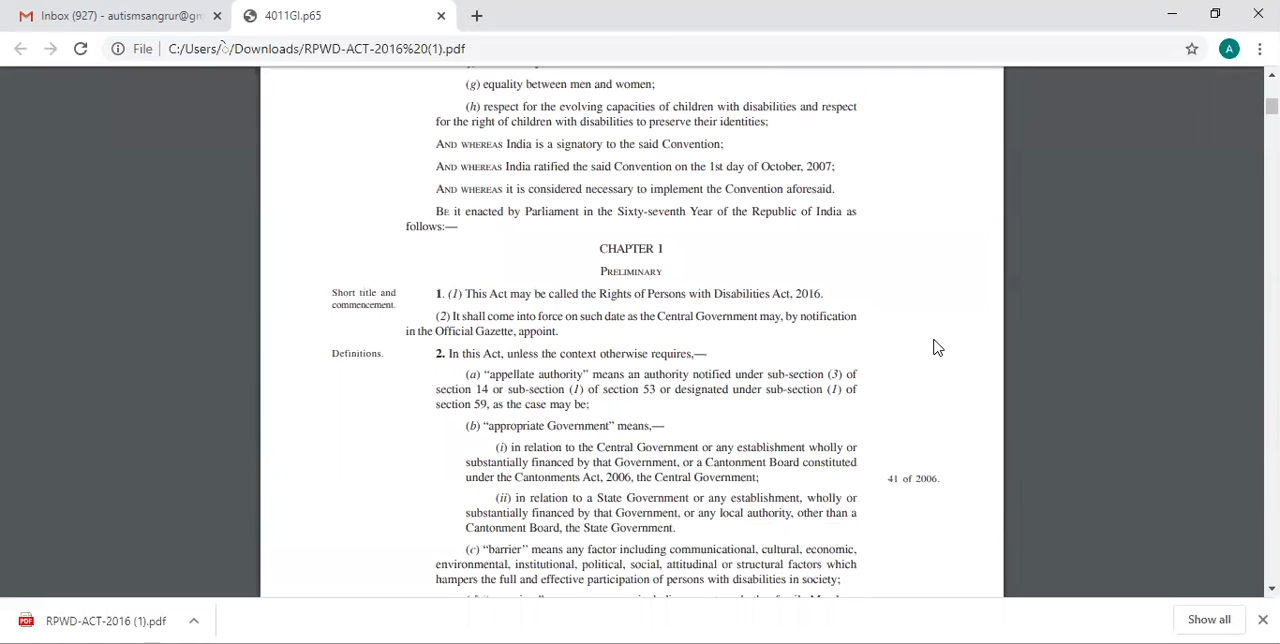 Inbox (927) - autismsangrur@gm
4011GI.p65
File
C:/Users/ /Downloads/RPWD-ACT-2016%20(1).pdf
A
(g) equality between men and women;
(h) respect for the evolving capacities of children with disabilities and respect
for the right of children with disabilities to preserve their identities;
AND WHEREAS India is a signatory to the said Convention;
AND WHEREAS India ratified the said Convention on the 1st day of October, 2007;
AND WHEREAS it is considered necessary to implement the Convention aforesaid.
BE it enacted by Parliament in the Sixty-seventh Year of the Republic of India as
follows:—
CHAPTER I
PRELIMINARY
Short title and
commencement.
1. (1) This Act may be called the Rights of Persons with Disabilities Act, 2016.
(2) It shall come into force on such date as the Central Government may, by notification
in the Official Gazette, appoint.
Definitions.
2. In this Act, unless the context otherwise requires,—
(a) “appellate authority” means an authority notified under sub-section (3) of
section 14 or sub-section (1) of section 53 or designated under sub-section (1) of
section 59, as the case may be;
(b) “appropriate Government” means,—
(i) in relation to the Central Government or any establishment wholly or
substantially financed by that Government, or a Cantonment Board constituted
under the Cantonments Act, 2006, the Central Government;
41 of 2006.
(ii) in relation to a State Government or any establishment, wholly or
substantially financed by that Government, or any local authority, other than a
Cantonment Board, the State Government.
(c) “barrier” means any factor including communicational, cultural, economic,
environmental, institutional, political, social, attitudinal or structural factors which
hampers the full and effective participation of persons with disabilities in society;
RPWD-ACT-2016 (1).pdf
Show all